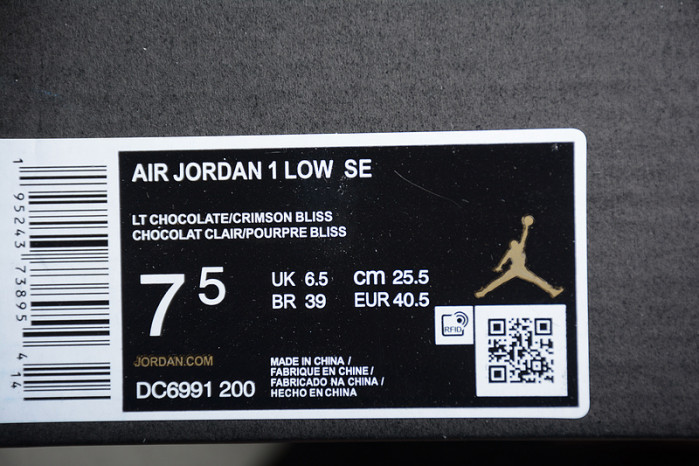 1 95243 73895 4 14
AIR JORDAN 1 LOW SE
LT CHOCOLATE/CRIMSON BLISS
CHOCOLAT CLAIR/POURPRE BLISS
7 5
UK 6.5 cm 25.5
BR 39 EUR 40.5
RFID
JORDAN.COM
DC6991 200
MADE IN CHINA /
FABRIQUE EN CHINE /
FABRICADO NA CHINA /
HECHO EN CHINA